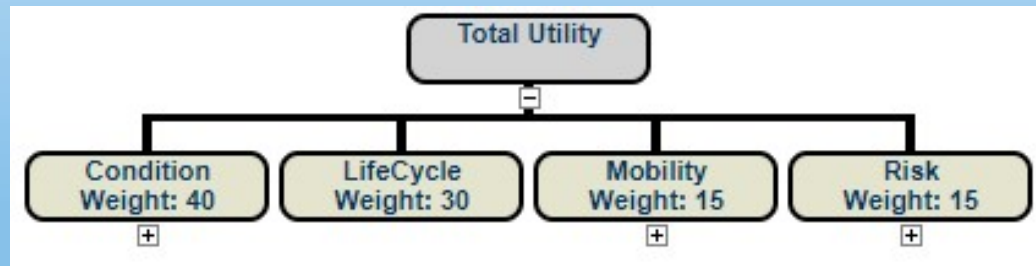 Total Utility
Condition
Weight: 40
LifeCycle
Weight: 30
Mobility
Weight: 15
Risk
Weight: 15